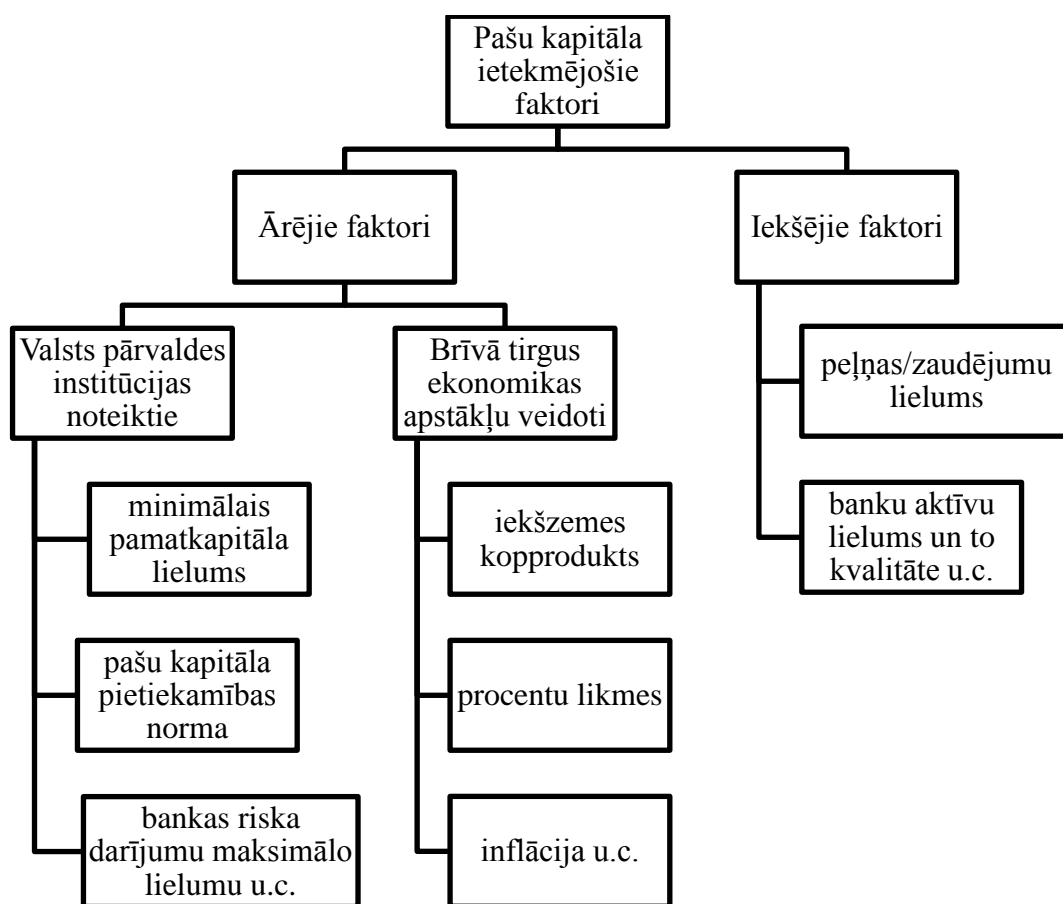 Pašu kapitāla
ietekmējošie
faktori
Ārējie faktori
Iekšējie faktori
Valsts pārvaldes
institūcijas
noteiktie
Brīvā tirgus
ekonomikas
apstākļu veidoti
peļņas/zaudējumu
lielums
minimālais
pamatkapitāla
lielums
iekšzemes
kopprodukts
banku aktīvu
lielums un to
kvalitāte u.c.
pašu kapitāla
pietiekamības
norma
procentu likmes
bankas riska
darījumu maksimālo
lielumu u.c.
inflācija u.c.